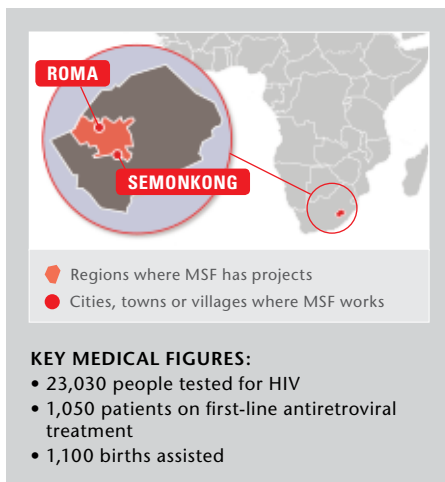 ROMA
SEMONKONG
Regions where MSF has projects
Cities, towns or villages where MSF works
KEY MEDICAL FIGURES:
• 23,030 people tested for HIV
• 1,050 patients on first-line antiretroviral
treatment
• 1,100 births assisted